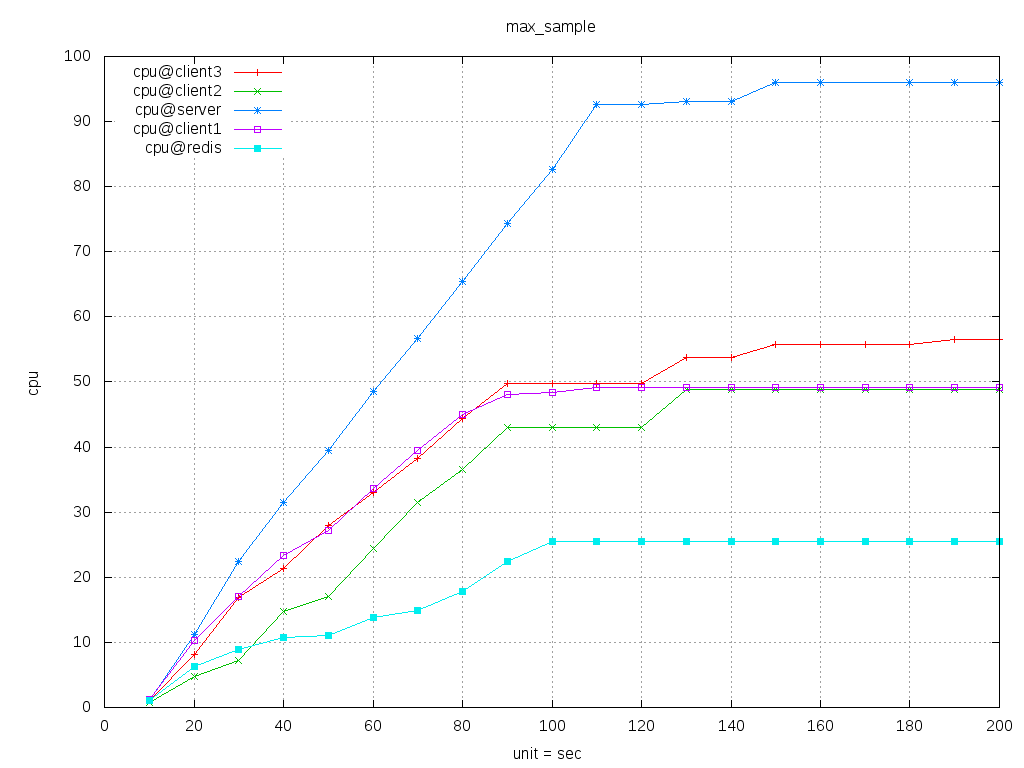 max_sample
cpu@client3
cpu@client2
cpu@server
cpu@client1
cpu@redis
100
90
80
70
60
50
40
30
20
10
0
cpu
0 20 40 60 80 100 120 140 160 180 200
unit = sec